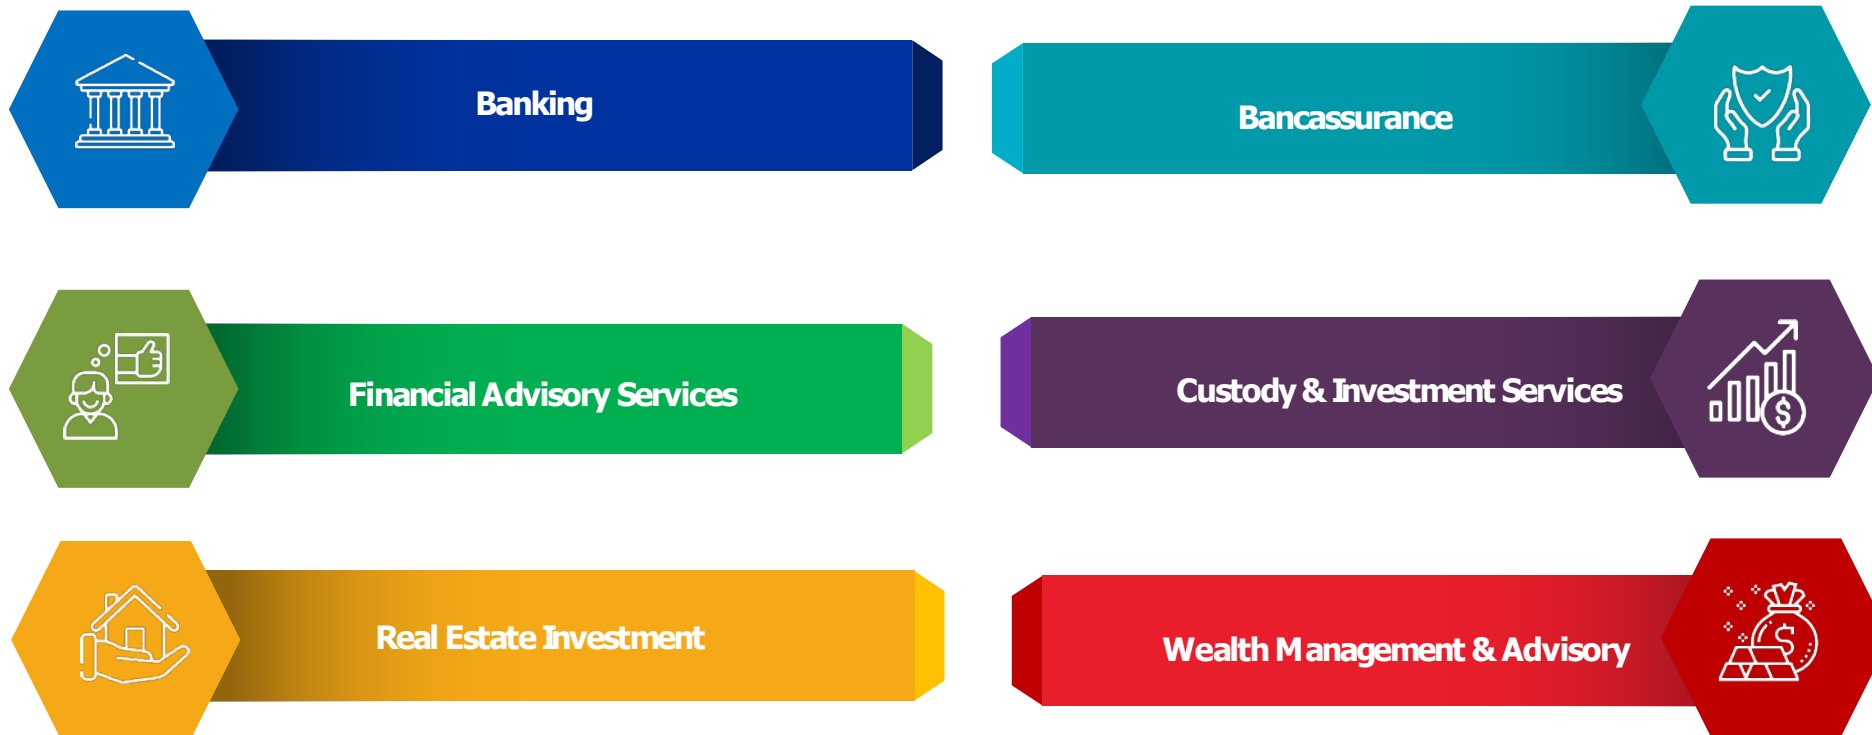 Banking
Bancassurance
Financial Advisory Services
Custody & Investment Services
Real Estate Investment
Wealth Management & Advisory